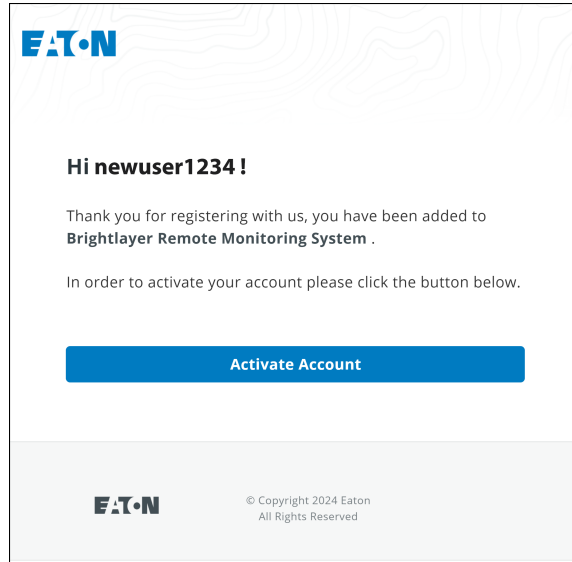 EATON
Hi newuser1234 !
Thank you for registering with us, you have been added to
Brightlayer Remote Monitoring System .
In order to activate your account please click the button below.
Activate Account
EATON
© Copyright 2024 Eaton
All Rights Reserved